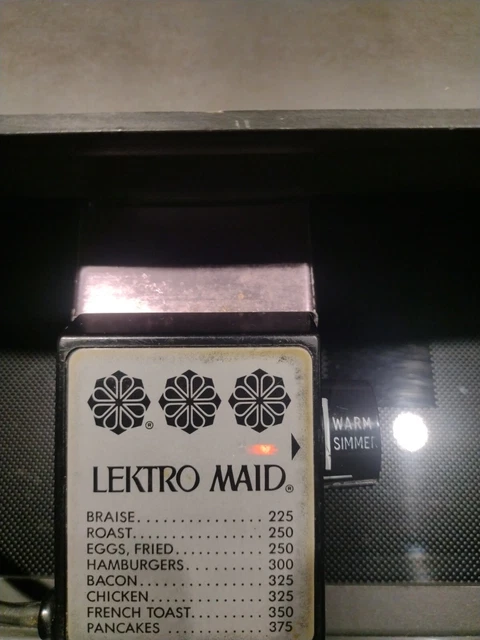 WARM
SIMMER
®
LEKTRO MAID®
BRAISE.................225
ROAST..................250
EGGS, FRIED............250
HAMBURGERS.............300
BACON..................325
CHICKEN................325
FRENCH TOAST...........350
PANCAKES ..............375